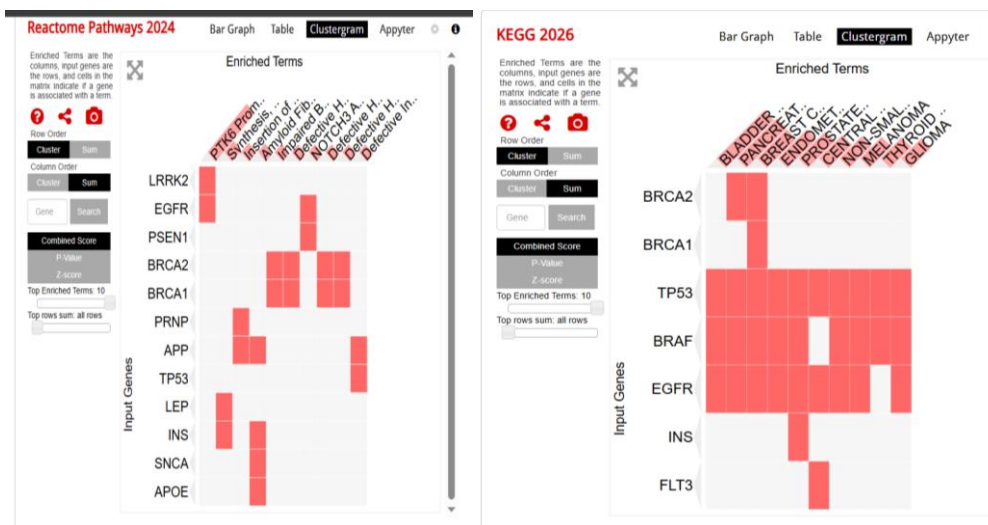 Reactome Pathways 2024
Bar Graph Table Clustergram Appyter
Enriched Terms are the
columns, input genes are
the rows, and cells in the
matrix indicate if a gene
is associated with a term.
Row Order
Cluster Sum
Column Order
Cluster Sum
Gene Search
Combined Score
P-Value
Z-score
Top Enriched Terms: 10
Top rows sum: all rows
Enriched Terms
PTK6 Prom..
Synthesis..
Insertion of..
Amyloid Fib..
Impaired B..
Defective H..
NOTCH3 A..
Defective H..
Defective H..
Defective In..
Input Genes
LRRK2
EGFR
PSEN1
BRCA2
BRCA1
PRNP
APP
TP53
LEP
INS
SNCA
APOE
KEGG 2026
Bar Graph Table Clustergram Appyter
Enriched Terms are the
columns, input genes are
the rows, and cells in the
matrix indicate if a gene
is associated with a term.
Row Order
Cluster Sum
Column Order
Cluster Sum
Gene Search
Combined Score
P-Value
Z-score
Top Enriched Terms: 10
Top rows sum: all rows
Enriched Terms
BLADDER ..
PANCREAT..
BREAST C..
ENDOMET..
PROSTATE..
CENTRAL ..
NON-SMAL..
MELANOMA
THYROID ..
GLIOMA
Input Genes
BRCA2
BRCA1
TP53
BRAF
EGFR
INS
FLT3